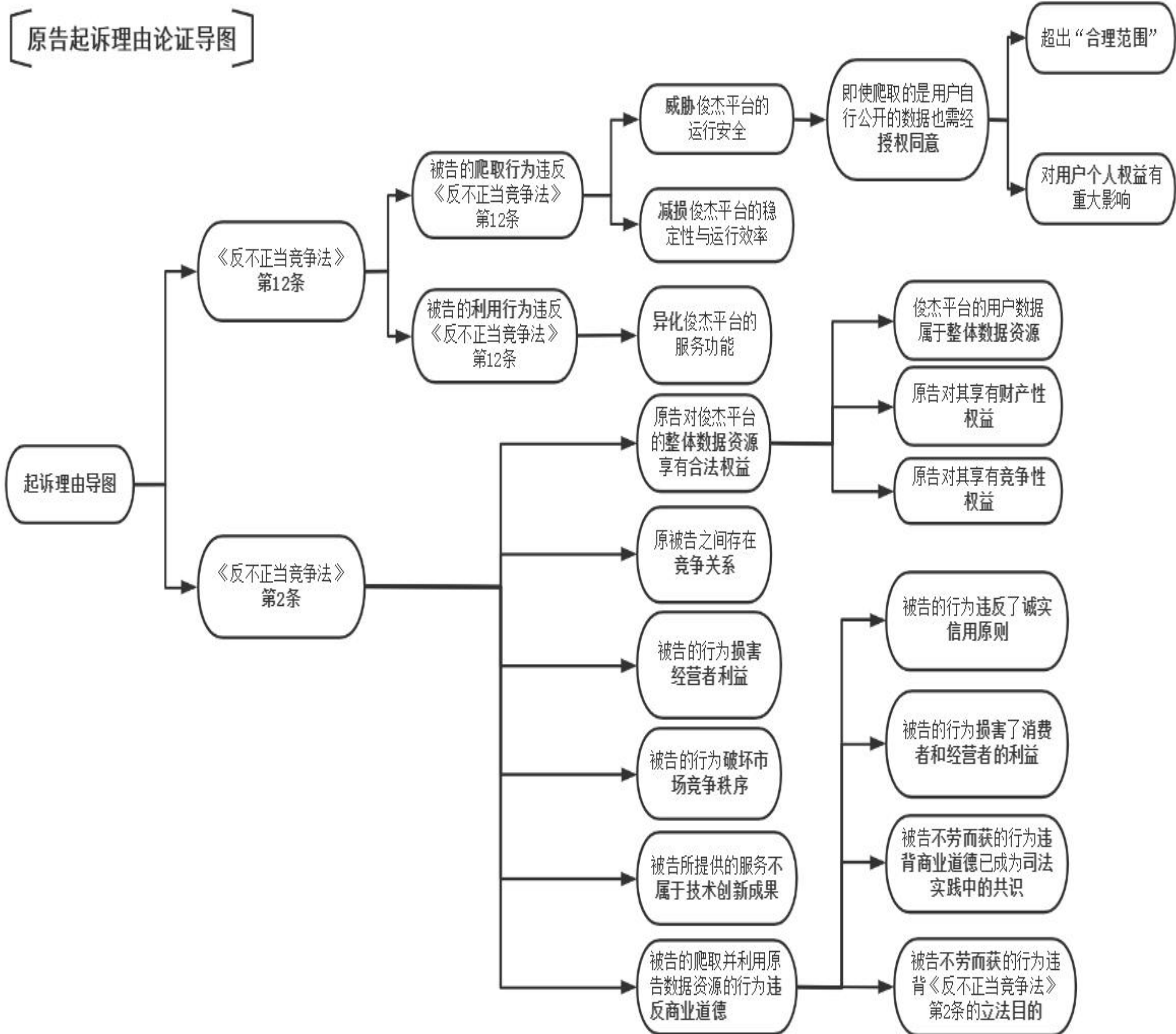 原告起诉理由论证导图
起诉理由导图
《反不正当竞争法》
第12条
被告的爬取行为违反
《反不正当竞争法》
第12条
威胁俊杰平台的
运行安全
即使爬取的是用户自
行公开的数据也需经
授权同意
超出“合理范围”
对用户个人权益有
重大影响
减损俊杰平台的稳
定性与运行效率
被告的利用行为违反
《反不正当竞争法》
第12条
异化俊杰平台的
服务功能
《反不正当竞争法》
第2条
原告对俊杰平台
的整体数据资源
享有合法权益
俊杰平台的用户数据
属于整体数据资源
原告对其享有财产性
权益
原告对其享有竞争性
权益
原被告之间存在
竞争关系
被告的行为损害
经营者利益
被告的行为破坏市
场竞争秩序
被告所提供的服务不
属于技术创新成果
被告的爬取并利用原
告数据资源的行为违
反商业道德
被告的行为违反了诚实
信用原则
被告的行为损害了消费
者和经营者的利益
被告不劳而获的行为违
背商业道德已成为司法
实践中的共识
被告不劳而获的行为违
背《反不正当竞争法》
第2条的立法目的